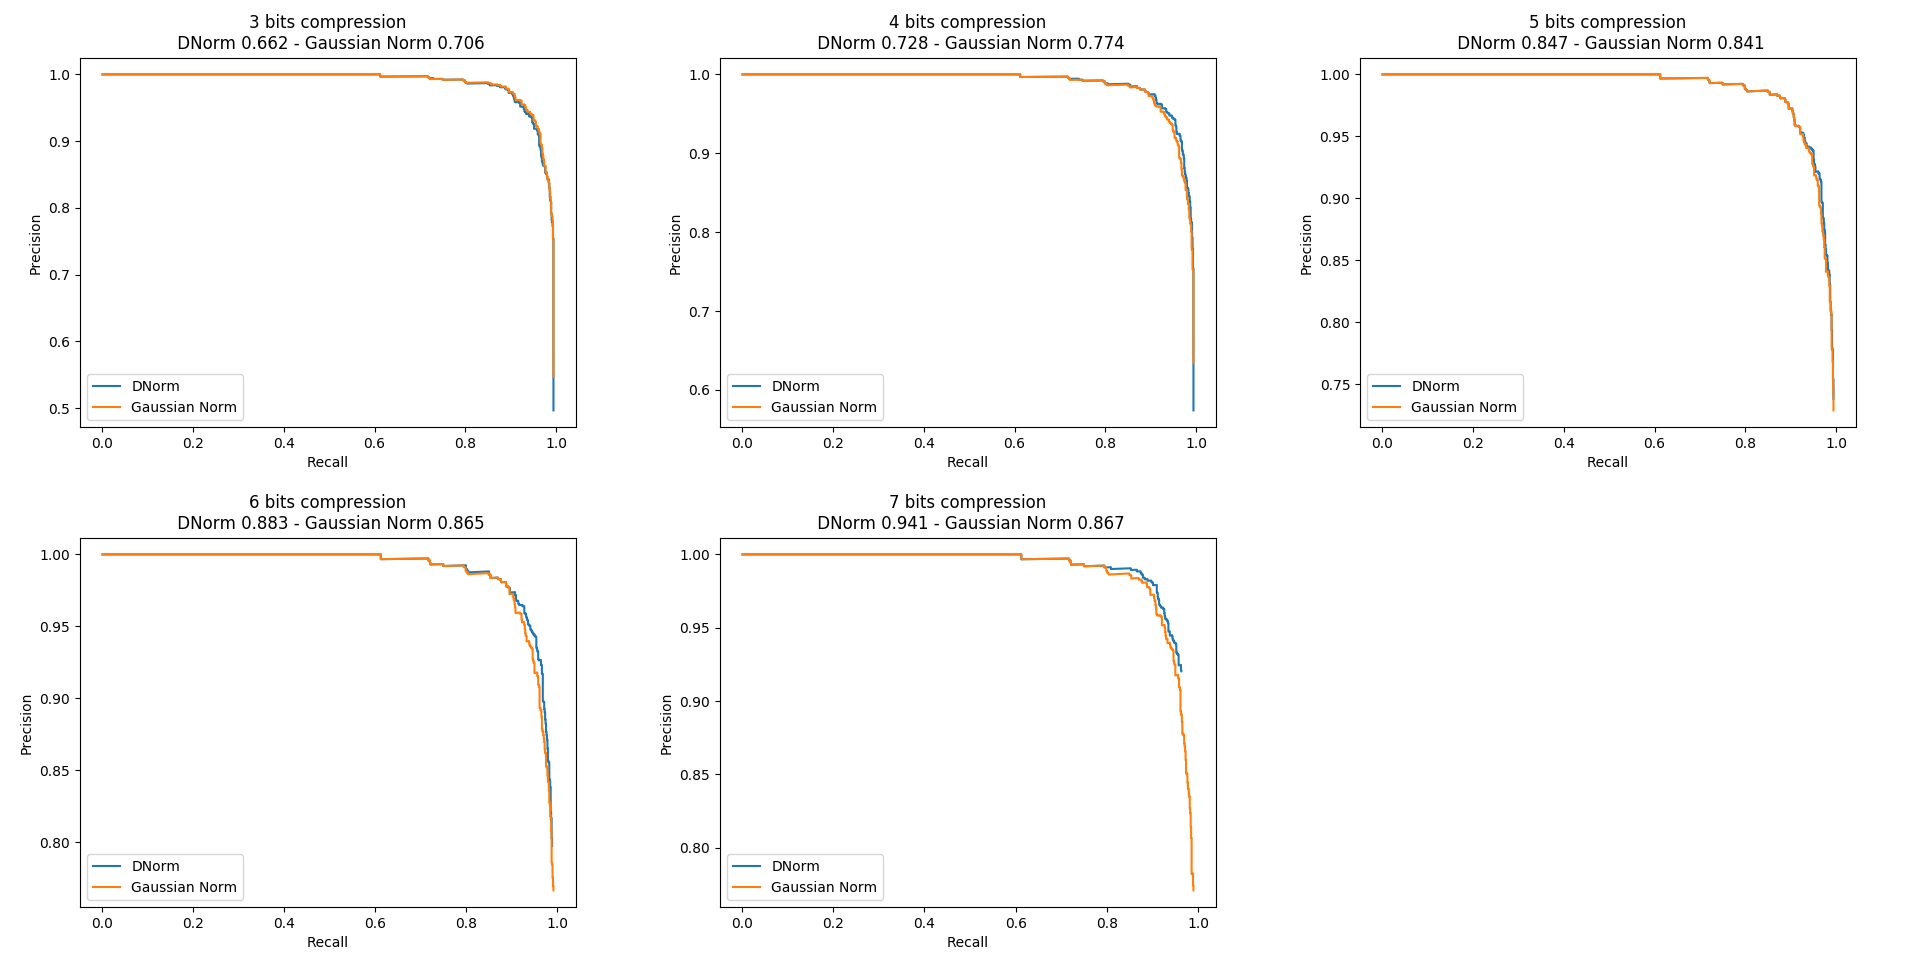 3 bits compression
DNorm 0.662 - Gaussian Norm 0.706
1.0
0.9
0.8
0.7
0.6
0.5
Precision
DNorm
Gaussian Norm
0.0 0.2 0.4 0.6 0.8 1.0
Recall
4 bits compression
DNorm 0.728 - Gaussian Norm 0.774
1.0
0.9
0.8
0.7
0.6
Precision
DNorm
Gaussian Norm
0.0 0.2 0.4 0.6 0.8 1.0
Recall
5 bits compression
DNorm 0.847 - Gaussian Norm 0.841
1.00
0.95
0.90
0.85
0.80
0.75
Precision
DNorm
Gaussian Norm
0.0 0.2 0.4 0.6 0.8 1.0
Recall
6 bits compression
DNorm 0.883 - Gaussian Norm 0.865
1.00
0.95
0.90
0.85
0.80
Precision
DNorm
Gaussian Norm
0.0 0.2 0.4 0.6 0.8 1.0
Recall
7 bits compression
DNorm 0.941 - Gaussian Norm 0.867
1.00
0.95
0.90
0.85
0.80
Precision
DNorm
Gaussian Norm
0.0 0.2 0.4 0.6 0.8 1.0
Recall